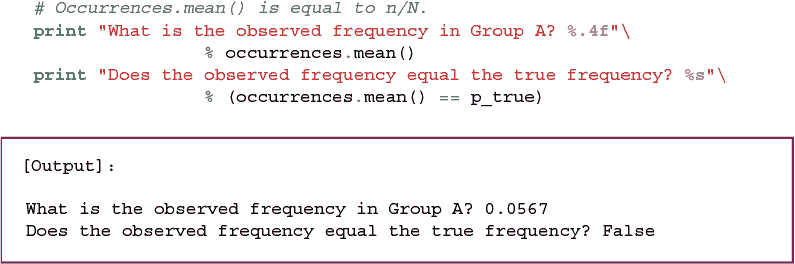 # Occurrences.mean() is equal to n/N.
print "What is the observed frequency in Group A? %.4f"\
% occurrences.mean()
print "Does the observed frequency equal the true frequency? %s"\
% (occurrences.mean() == p_true)
[Output]:
What is the observed frequency in Group A? 0.0567
Does the observed frequency equal the true frequency? False